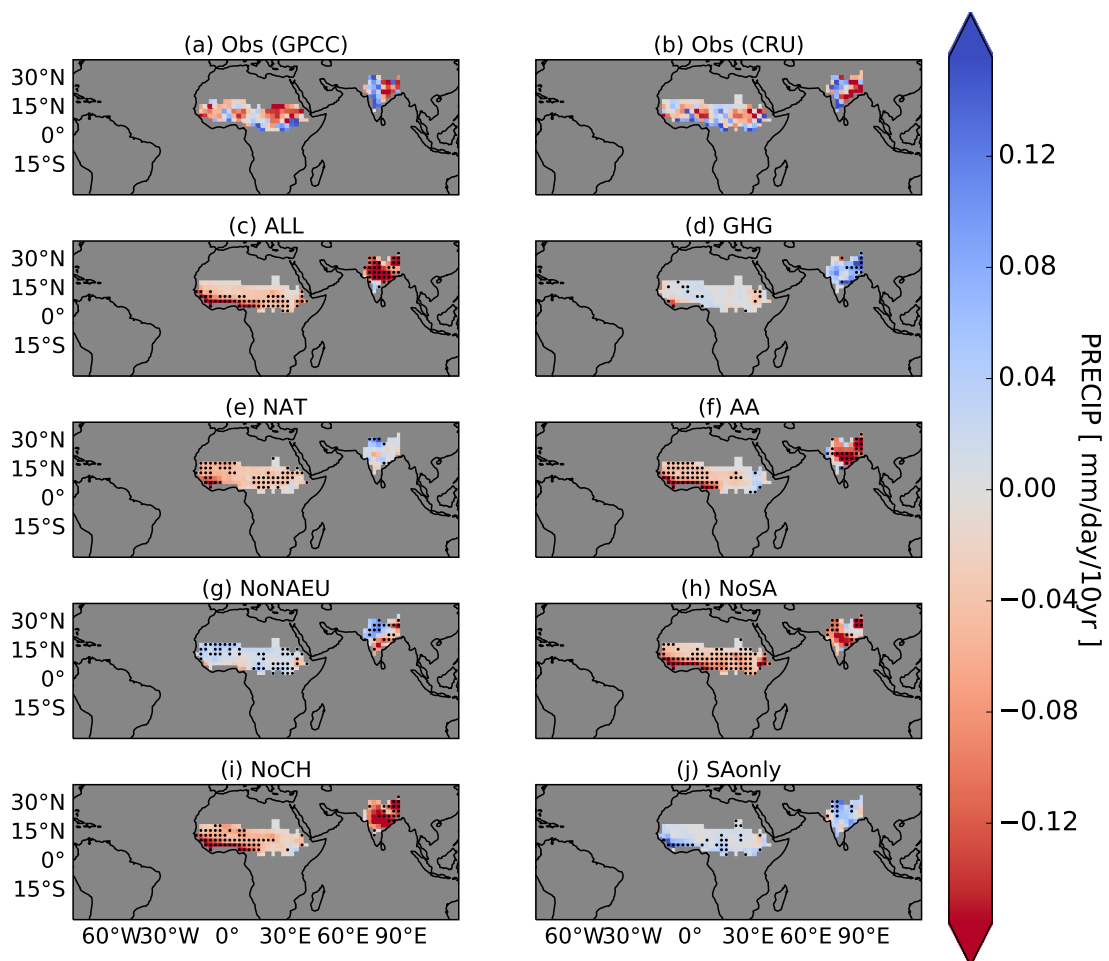 (a) Obs (GPCC)
(b) Obs (CRU)
30°N
15°N
0°
15°S
(c) ALL
(d) GHG
30°N
15°N
0°
15°S
(e) NAT
(f) AA
30°N
15°N
0°
15°S
(g) NoNAEU
(h) NoSA
30°N
15°N
0°
15°S
(i) NoCH
(j) SAonly
30°N
15°N
0°
15°S
60°W 30°W 0° 30°E 60°E 90°E
60°W 30°W 0° 30°E 60°E 90°E
0.12
0.08
0.04
0.00
−0.04
−0.08
−0.12
PRECIP [ mm/day/10yr ]